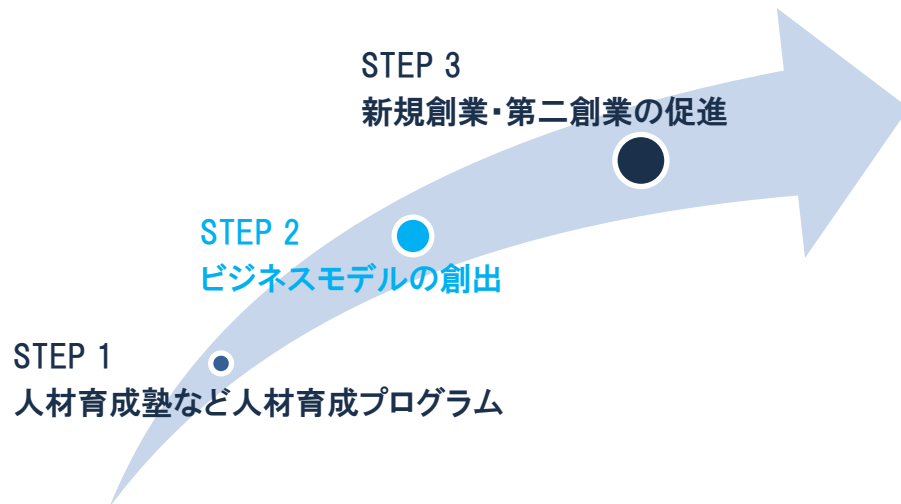 STEP 3
新規創業・第二創業の促進
STEP 2
ビジネスモデルの創出
STEP 1
人材育成塾など人材育成プログラム